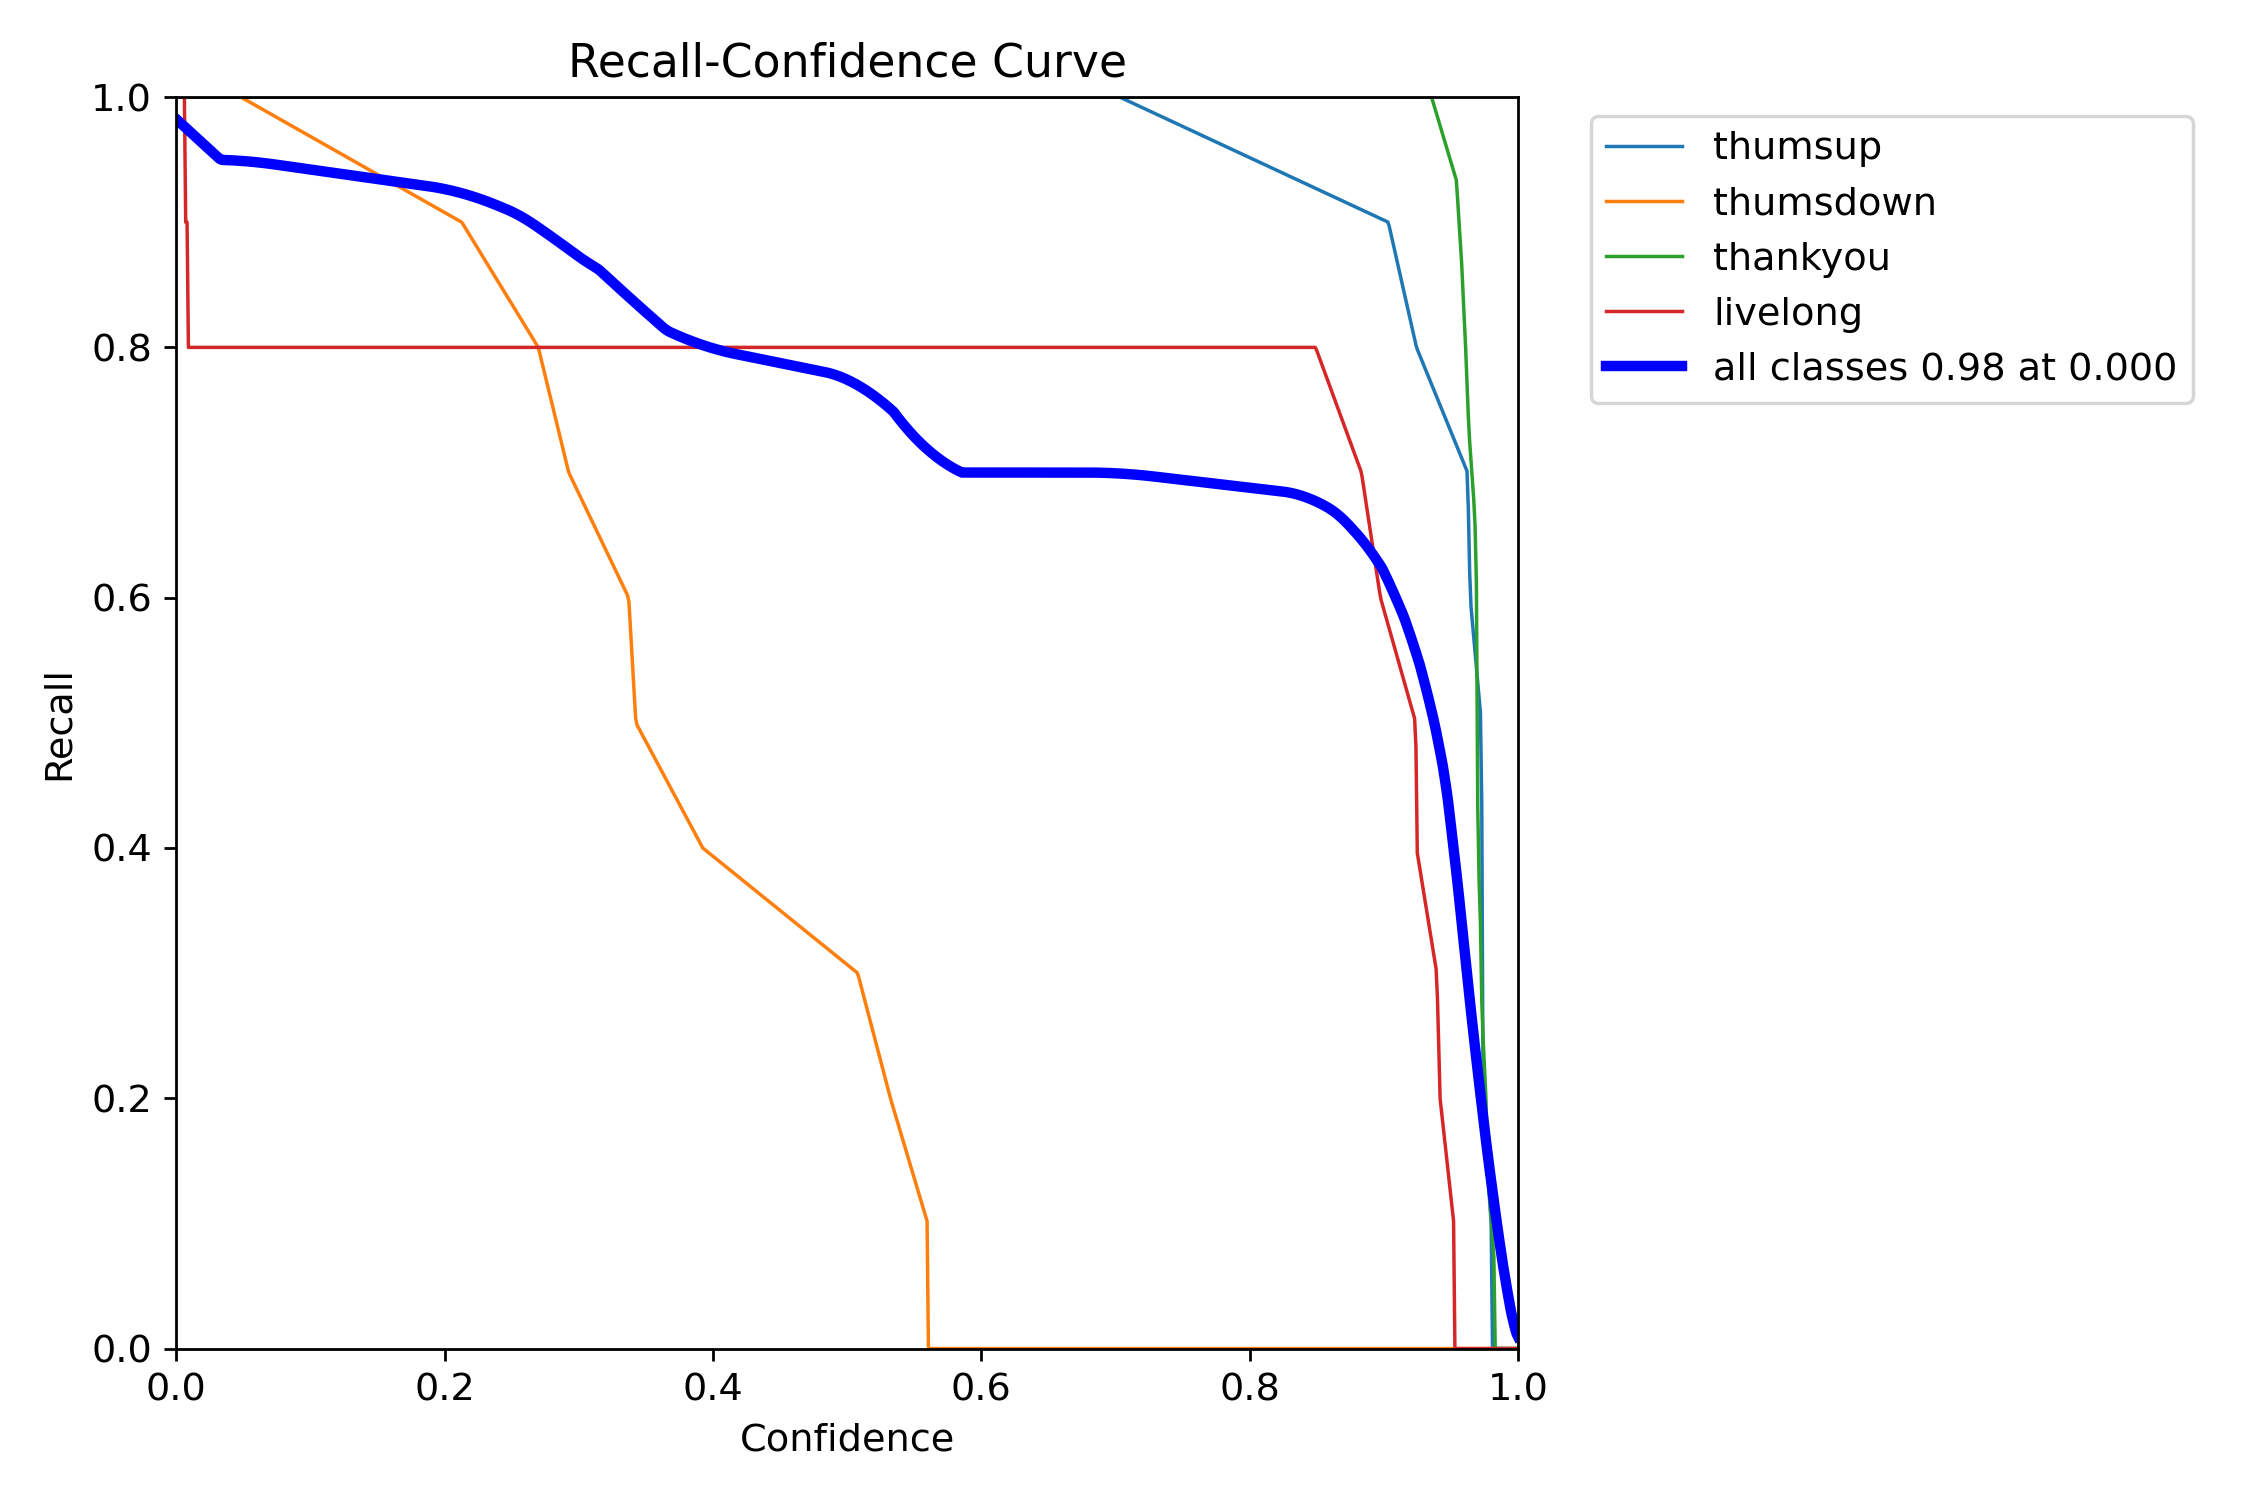 Recall-Confidence Curve
1.0
0.8
0.6
0.4
0.2
0.0
Recall
0.0 0.2 0.4 0.6 0.8 1.0
Confidence
thumsup
thumsdown
thankyou
livelong
all classes 0.98 at 0.000